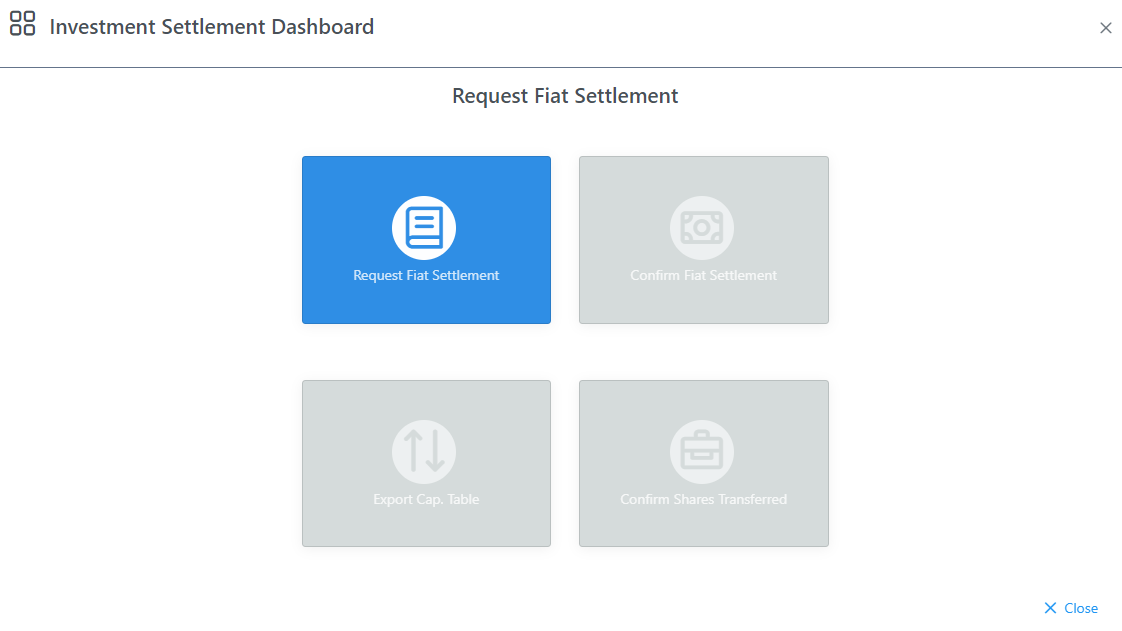 Investment Settlement Dashboard
Request Fiat Settlement
Request Fiat Settlement
Confirm Fiat Settlement
Export Cap. Table
Confirm Shares Transferred
Close